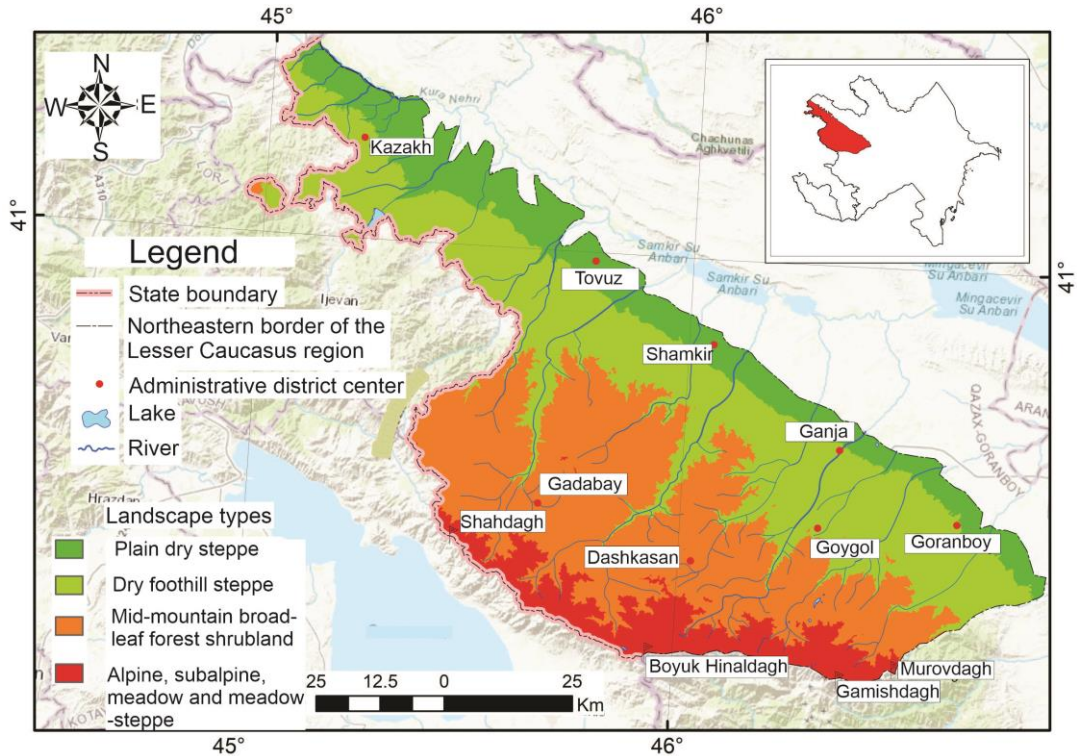 45°
46°
N
W
E
S
Kura Nehri
Chachunas
Aghkvetili
LORI
A310
Kazakh
41°
41°
Legend
State boundary
Northeastern border of the
Lesser Caucasus region
Administrative district center
Lake
River
Ijevan
Tovuz
Samkir Su
Anbari
Samkir Su
Anbari
Mingacevir
Su Anbari
Mingacevir
Su Anbari
Shamkir
QAZAX-GORANBOY
ARAN
Ganja
Hrazdan
Gadabay
Shahdagh
Dashkasan
Goygol
Goranboy
Landscape types
Plain dry steppe
Dry foothill steppe
Mid-mountain broad-
leaf forest shrubland
Alpine, subalpine,
meadow and meadow
-steppe
Boyuk Hinaldagh
Murovdagh
Gamishdagh
25
12.5
0
25
Km
KOTAY
45°
46°